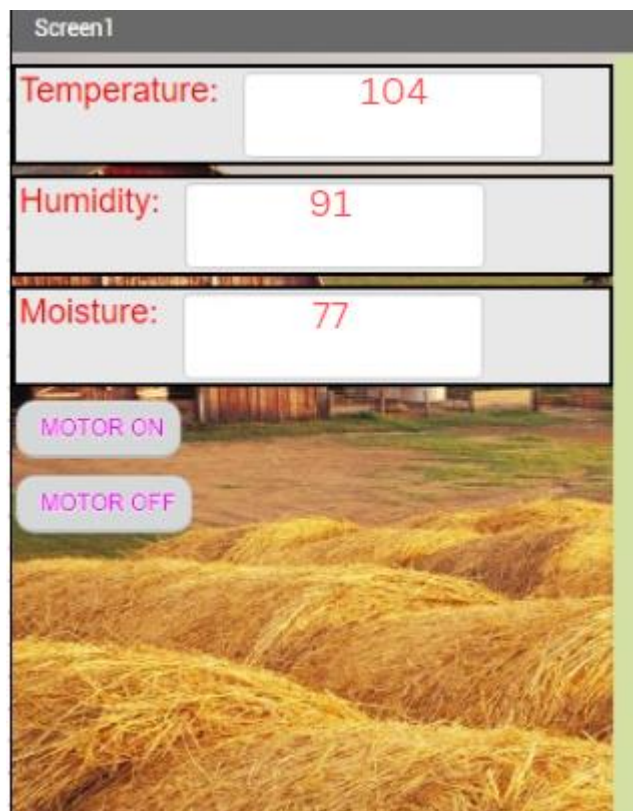 Screen1
Temperature: 104
Humidity: 91
Moisture: 77
MOTOR ON
MOTOR OFF